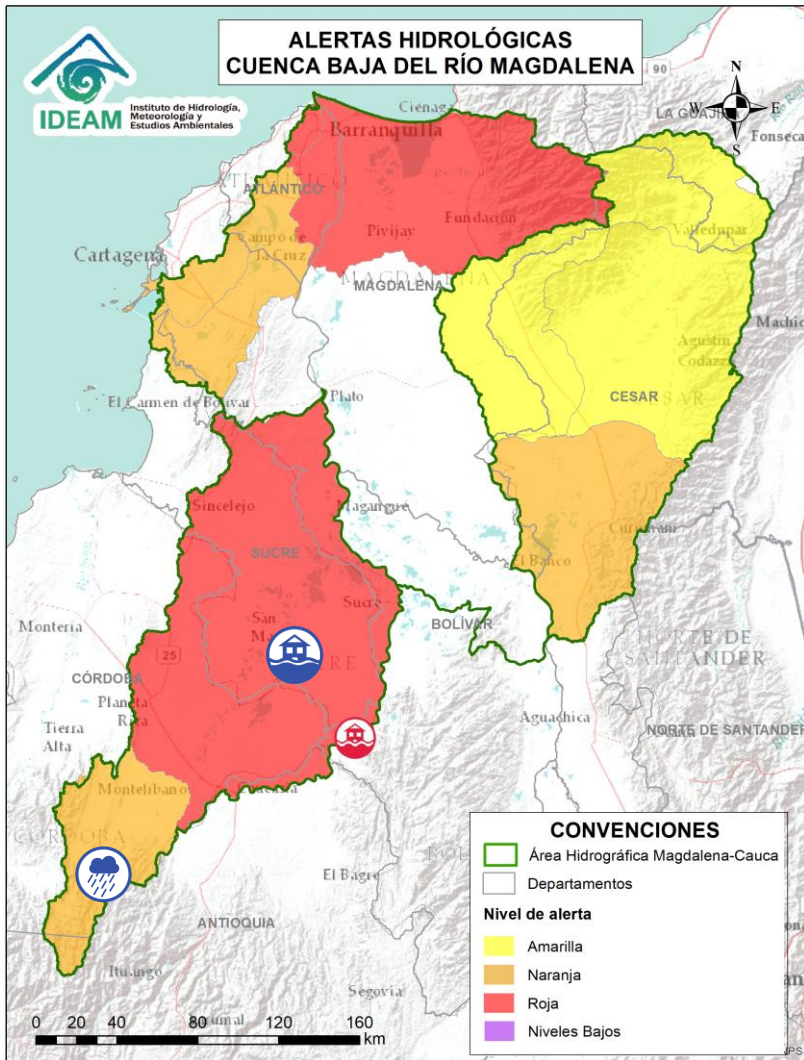 ALERTAS HIDROLÓGICAS
CUENCA BAJA DEL RÍO MAGDALENA
IDEAM
Instituto de Hidrología,
Meteorología y
Estudios Ambientales
N
W
E
S
90
Ciénaga
LA GUAJIRA
Fonseca
Barranquilla
ATLÁNTICO
Valledupar
Fundación
Pivijay
Campo de
la Cruz
Cartagena
MAGDALENA
Agustín
Codazzi
CESAR
El Carmen de Bolívar
Plato
Sincelejo
Magangué
SUCRE
El Banco
Sucre
San
BOLÍVAR
Montería
25
CÓRDOBA
Planeta
Rica
Tierra
Alta
Aguachica
NORTE DE
SANTANDER
NORTE DE SANTANDER
Montelíbano
CÓRDOBA
El Bagre
ANTIOQUIA
Ituango
Segovia
0 20 40 80 120 160
km
CONVENCIONES
Área Hidrográfica Magdalena-Cauca
Departamentos
Nivel de alerta
Amarilla
Naranja
Roja
Niveles Bajos